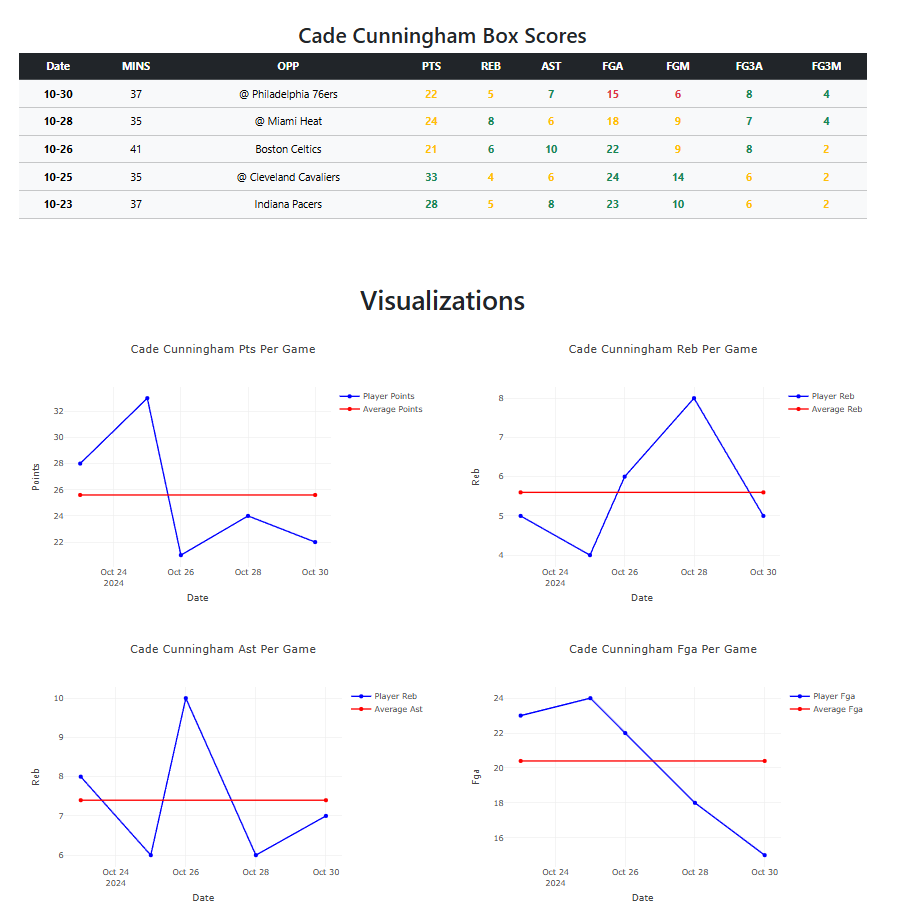 Cade Cunningham Box Scores
Date MINS OPP PTS REB AST FGA FGM FG3A FG3M
10-30 37 @ Philadelphia 76ers 22 5 7 15 6 8 4
10-28 35 @ Miami Heat 24 8 6 18 9 7 4
10-26 41 Boston Celtics 21 6 10 22 9 8 2
10-25 35 @ Cleveland Cavaliers 33 4 6 24 14 6 2
10-23 37 Indiana Pacers 28 5 8 23 10 6 2
Visualizations
Cade Cunningham Pts Per Game
Player Points
Average Points
32
30
28
26
24
22
Points
Oct 24 Oct 26 Oct 28 Oct 30
2024
Date
Cade Cunningham Reb Per Game
Player Reb
Average Reb
8
7
6
5
4
Reb
Oct 24 Oct 26 Oct 28 Oct 30
2024
Date
Cade Cunningham Ast Per Game
Player Reb
Average Ast
10
9
8
7
6
Reb
Oct 24 Oct 26 Oct 28 Oct 30
2024
Date
Cade Cunningham Fga Per Game
Player Fga
Average Fga
24
22
20
18
16
Fga
Oct 24 Oct 26 Oct 28 Oct 30
2024
Date